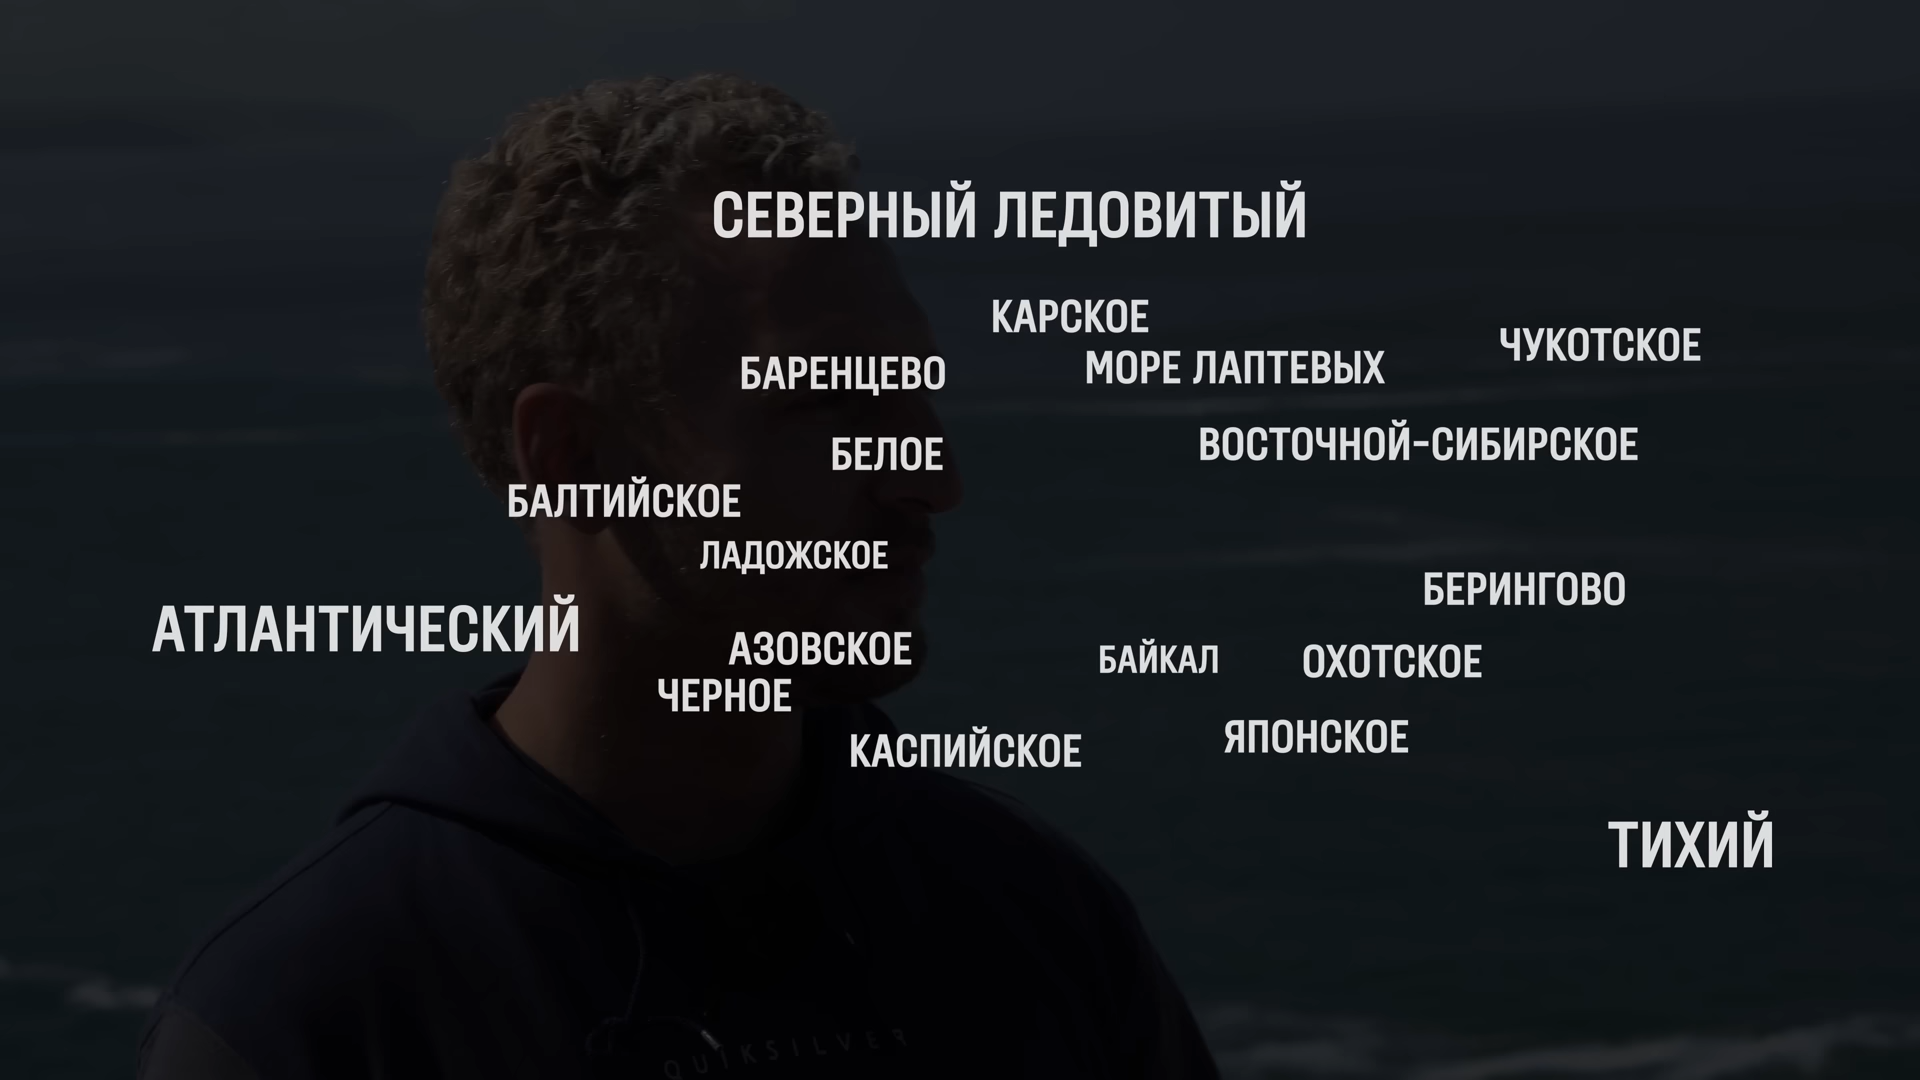 СЕВЕРНЫЙ ЛЕДОВИТЫЙ
КАРСКОЕ
ЧУКОТСКОЕ
БАРЕНЦЕВО
МОРЕ ЛАПТЕВЫХ
БЕЛОЕ
ВОСТОЧНОЙ-СИБИРСКОЕ
БАЛТИЙСКОЕ
ЛАДОЖСКОЕ
БЕРИНГОВО
АТЛАНТИЧЕСКИЙ
АЗОВСКОЕ
БАЙКАЛ
ОХОТСКОЕ
ЧЕРНОЕ
КАСПИЙСКОЕ
ЯПОНСКОЕ
ТИХИЙ
QUIKSILVER